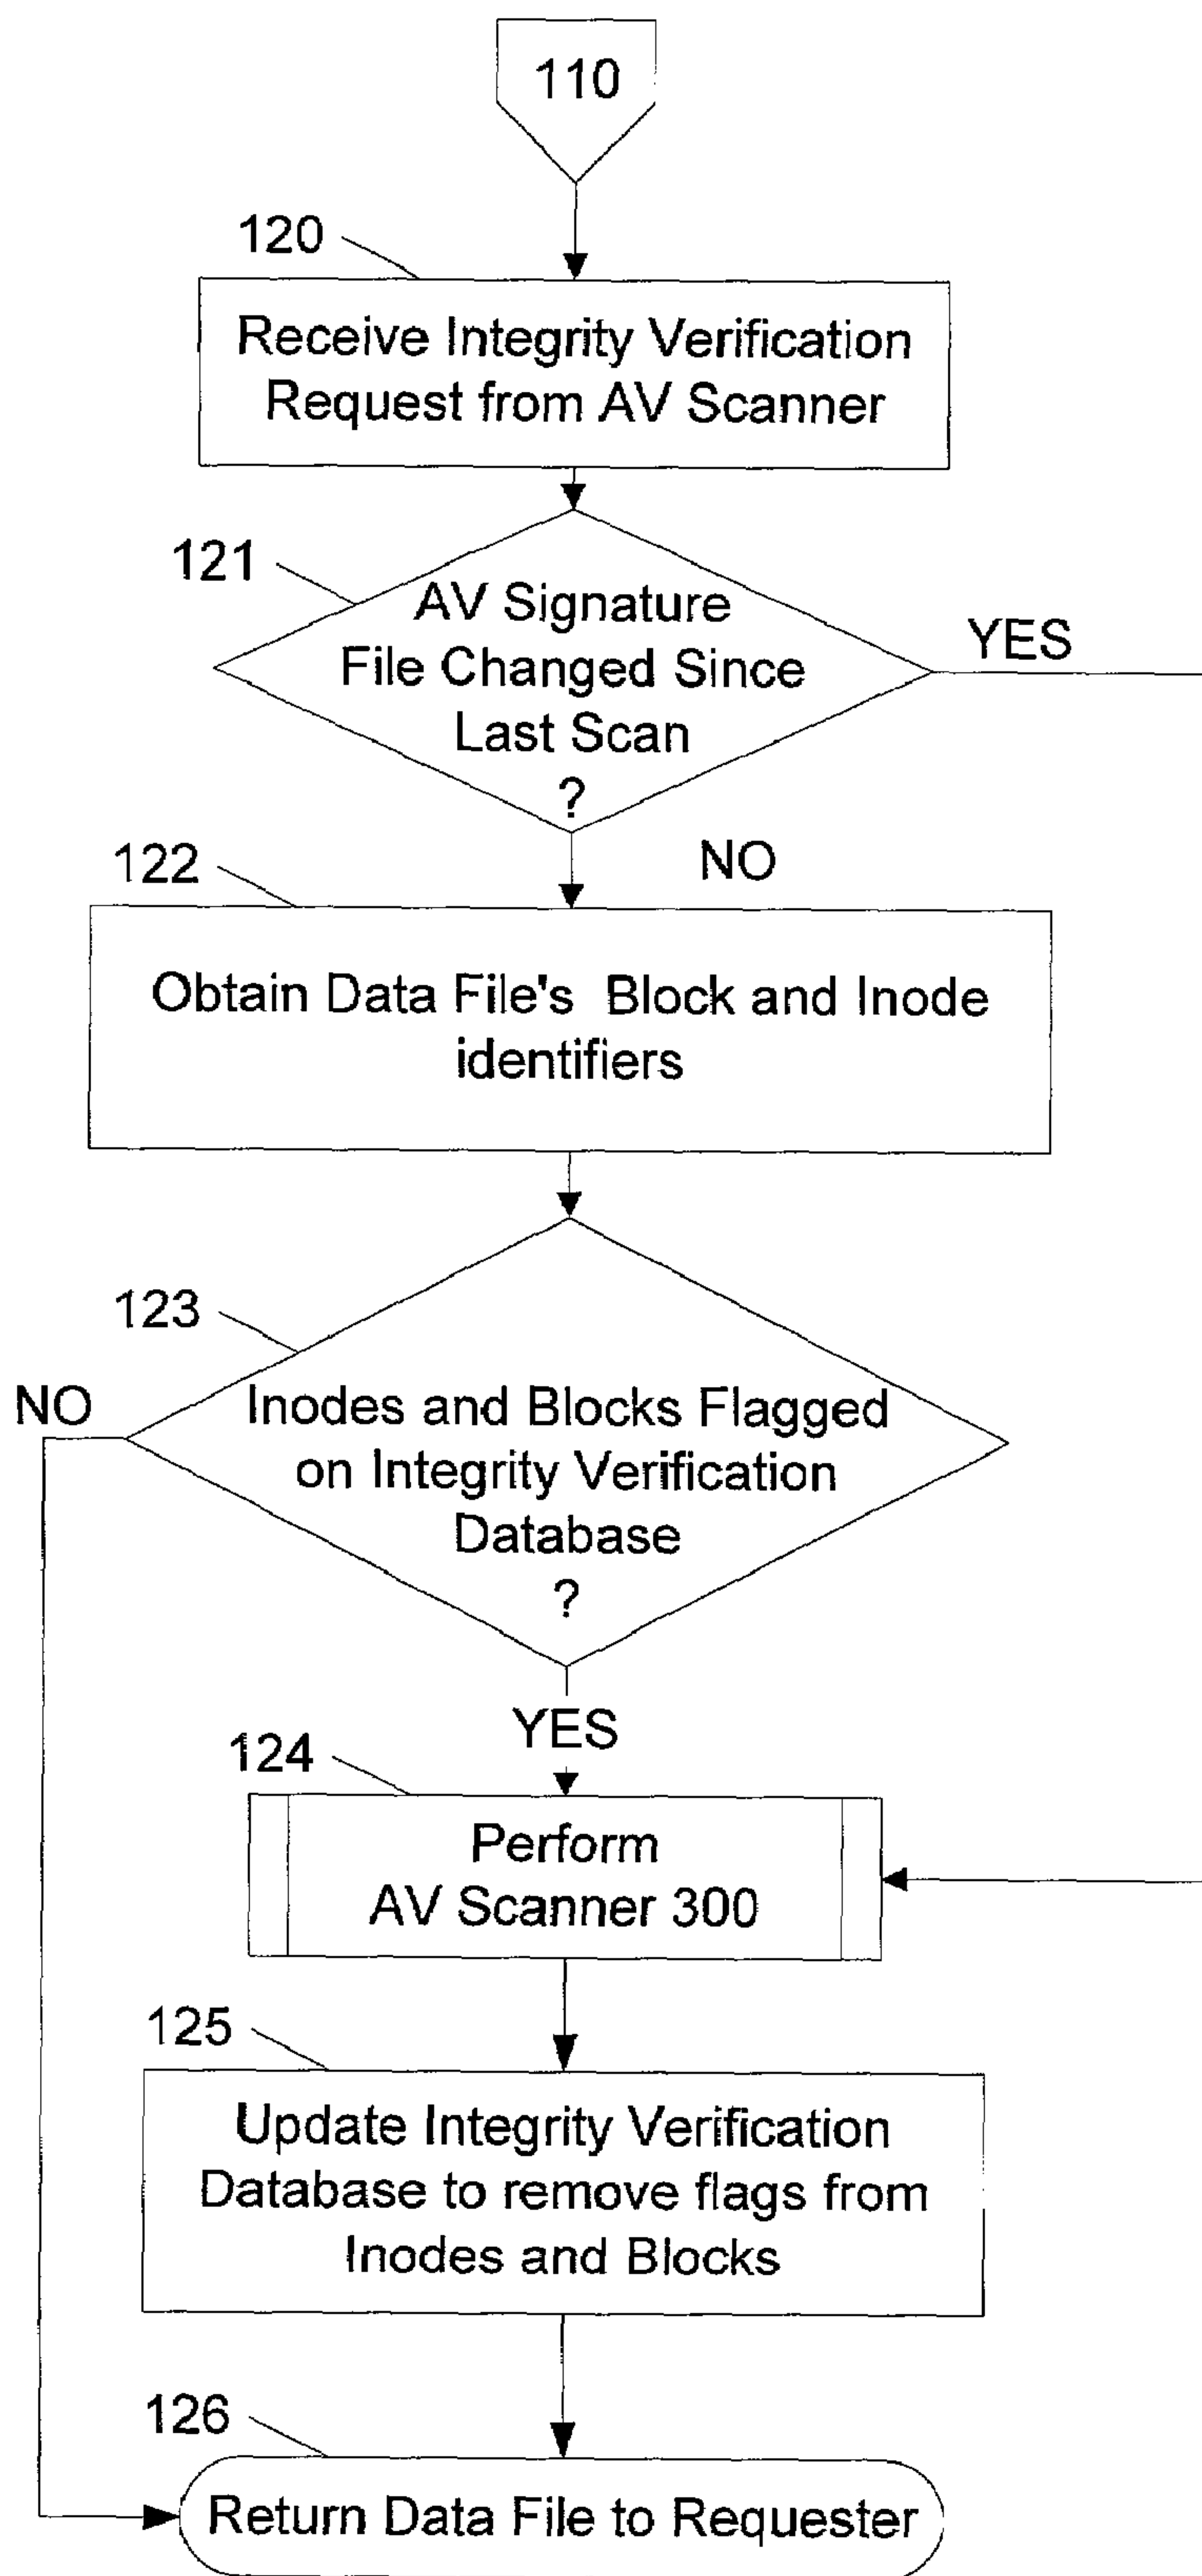 110
120
Receive Integrity Verification
Request from AV Scanner
121
AV Signature
File Changed Since
Last Scan
?
YES
NO
122
Obtain Data File's Block and Inode
identifiers
123
NO
Inodes and Blocks Flagged
on Integrity Verification
Database
?
YES
124
Perform
AV Scanner 300
125
Update Integrity Verification
Database to remove flags from
Inodes and Blocks
126
Return Data File to Requester